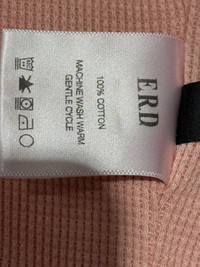 ERD
100% COTTON
MACHINE WASH WARM
GENTLE CYCLE